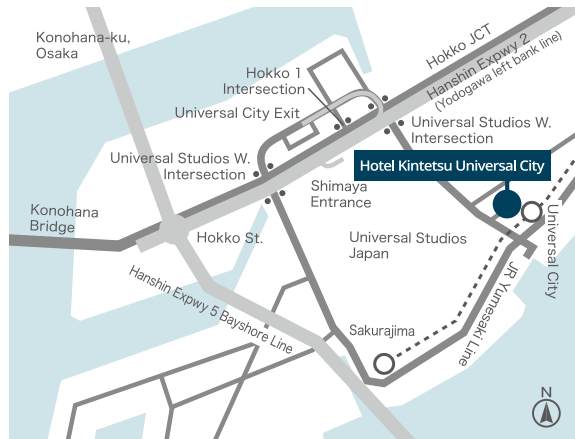 Konohana-ku,
Osaka
Hokko JCT
Hanshin Expwy 2
(Yodogawa left bank line)
Hokko 1
Intersection
Universal City Exit
Universal Studios W.
Intersection
Universal Studios W.
Intersection
Hotel Kintetsu Universal City
Shimaya
Entrance
Konohana
Bridge
Hokko St.
Universal Studios
Japan
Universal City
Hanshin Expwy 5 Bayshore Line
JR Yumesaki Line
Sakurajima
N